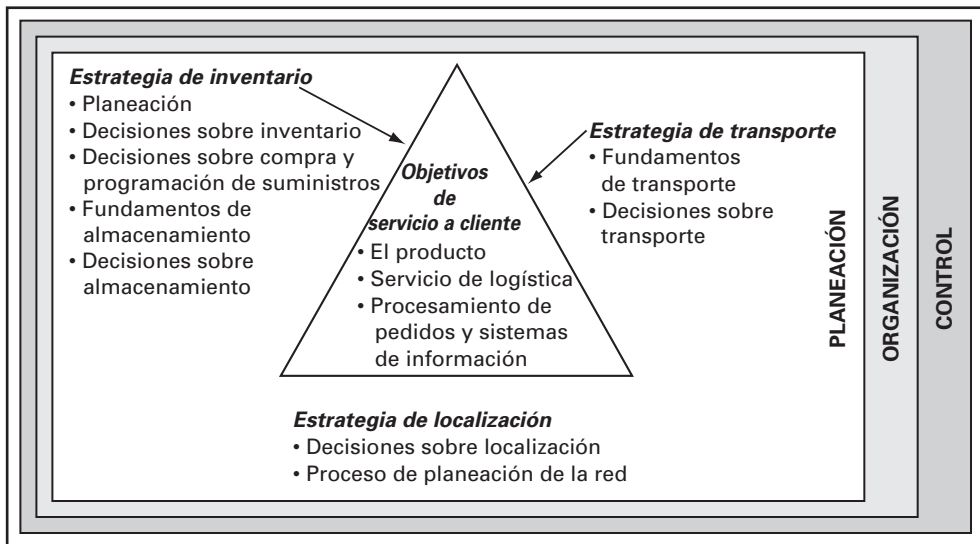 Estrategia de inventario
• Planeación
• Decisiones sobre inventario
• Decisiones sobre compra y
programación de suministros
• Fundamentos de
almacenamiento
• Decisiones sobre
almacenamiento
Objetivos
de
servicio a cliente
• El producto
• Servicio de logística
• Procesamiento de
pedidos y sistemas
de información
Estrategia de transporte
• Fundamentos
de transporte
• Decisiones sobre
transporte
Estrategia de localización
• Decisiones sobre localización
• Proceso de planeación de la red
PLANEACIÓN
ORGANIZACIÓN
CONTROL